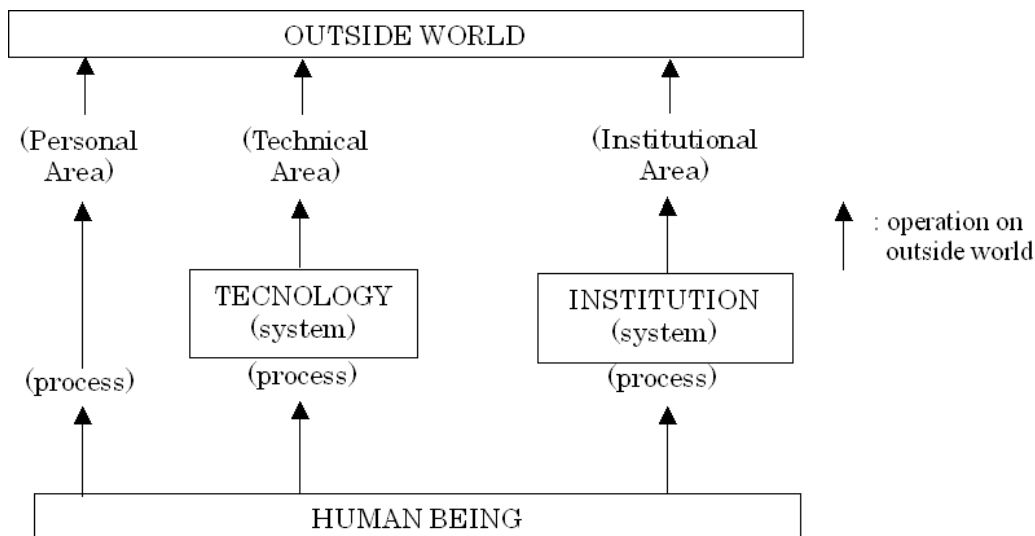 OUTSIDE WORLD
(Personal
Area)
(Technical
Area)
(Institutional
Area)
: operation on
outside world
TECNOLOGY
(system)
INSTITUTION
(system)
(process)
(process)
(process)
HUMAN BEING